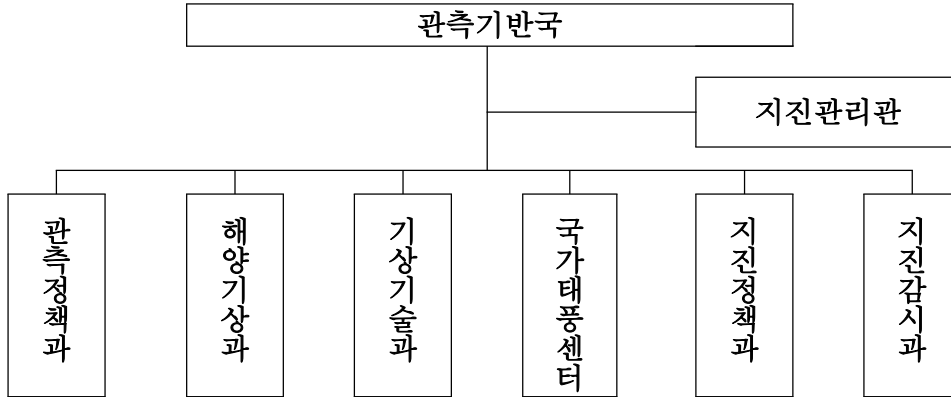 관측기반국
지진관리관
관측정책과
해양기상과
기상기술과
국가태풍센터
지진정책과
지진감시과